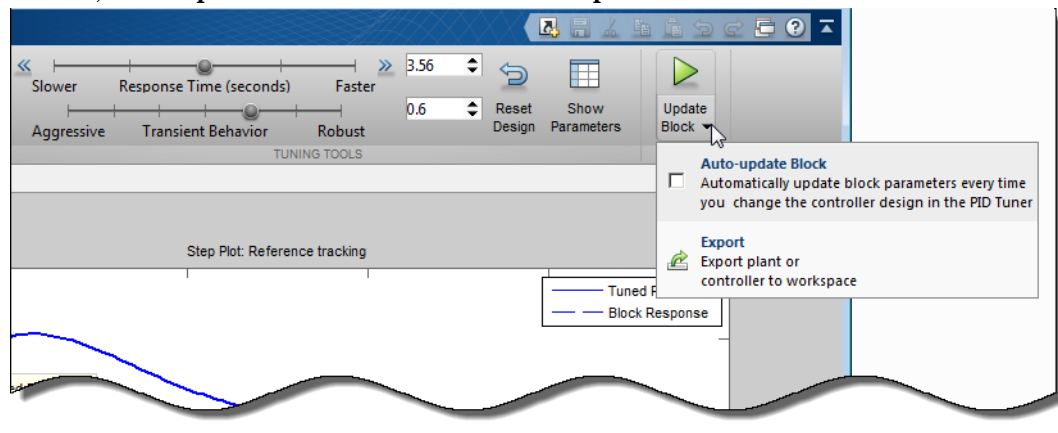 3.56
Slower Response Time (seconds) Faster
0.6
Aggressive Transient Behavior Robust
Reset
Design
Show
Parameters
Update
Block
TUNING TOOLS
Auto-update Block
Automatically update block parameters every time
you change the controller design in the PID Tuner
Export
Export plant or
controller to workspace
Step Plot: Reference tracking
Tuned
Block Response